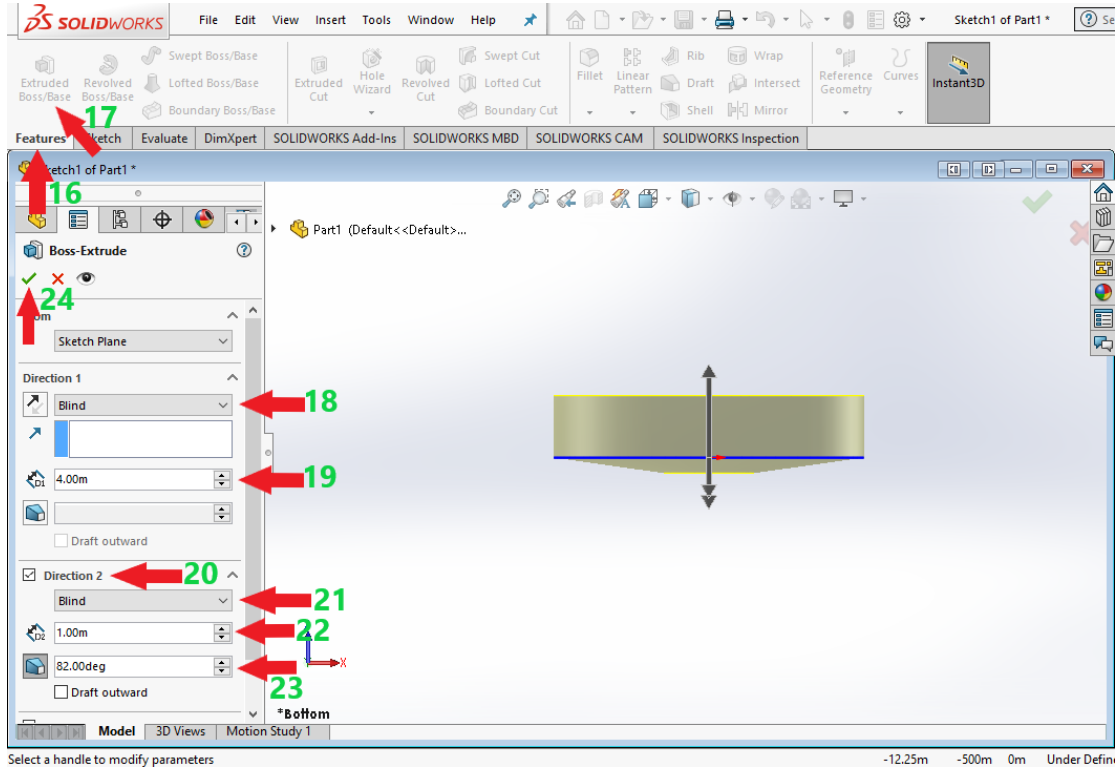 SOLIDWORKS File Edit View Insert Tools Window Help Sketch1 of Part1 * ? Se
Extruded Boss/Base
Revolved Boss/Base
Swept Boss/Base
Lofted Boss/Base
Boundary Boss/Base
Extruded Cut
Hole Wizard
Revolved Cut
Swept Cut
Lofted Cut
Boundary Cut
Fillet
Linear Pattern
Rib
Draft
Shell
Wrap
Intersect
Mirror
Reference Geometry
Curves
Instant3D
17
Features Sketch Evaluate DimXpert SOLIDWORKS Add-Ins SOLIDWORKS MBD SOLIDWORKS CAM SOLIDWORKS Inspection
Sketch1 of Part1 *
16
Part1 (Default<<Default>...
Boss-Extrude ?
24
Sketch Plane
Direction 1
Blind 18
D1 4.00m 19
Draft outward
Direction 2 20
Blind 21
D2 1.00m 22
82.00deg X
Draft outward 23
*Bottom
Model 3D Views Motion Study 1
Select a handle to modify parameters -12.25m -500m 0m Under Define